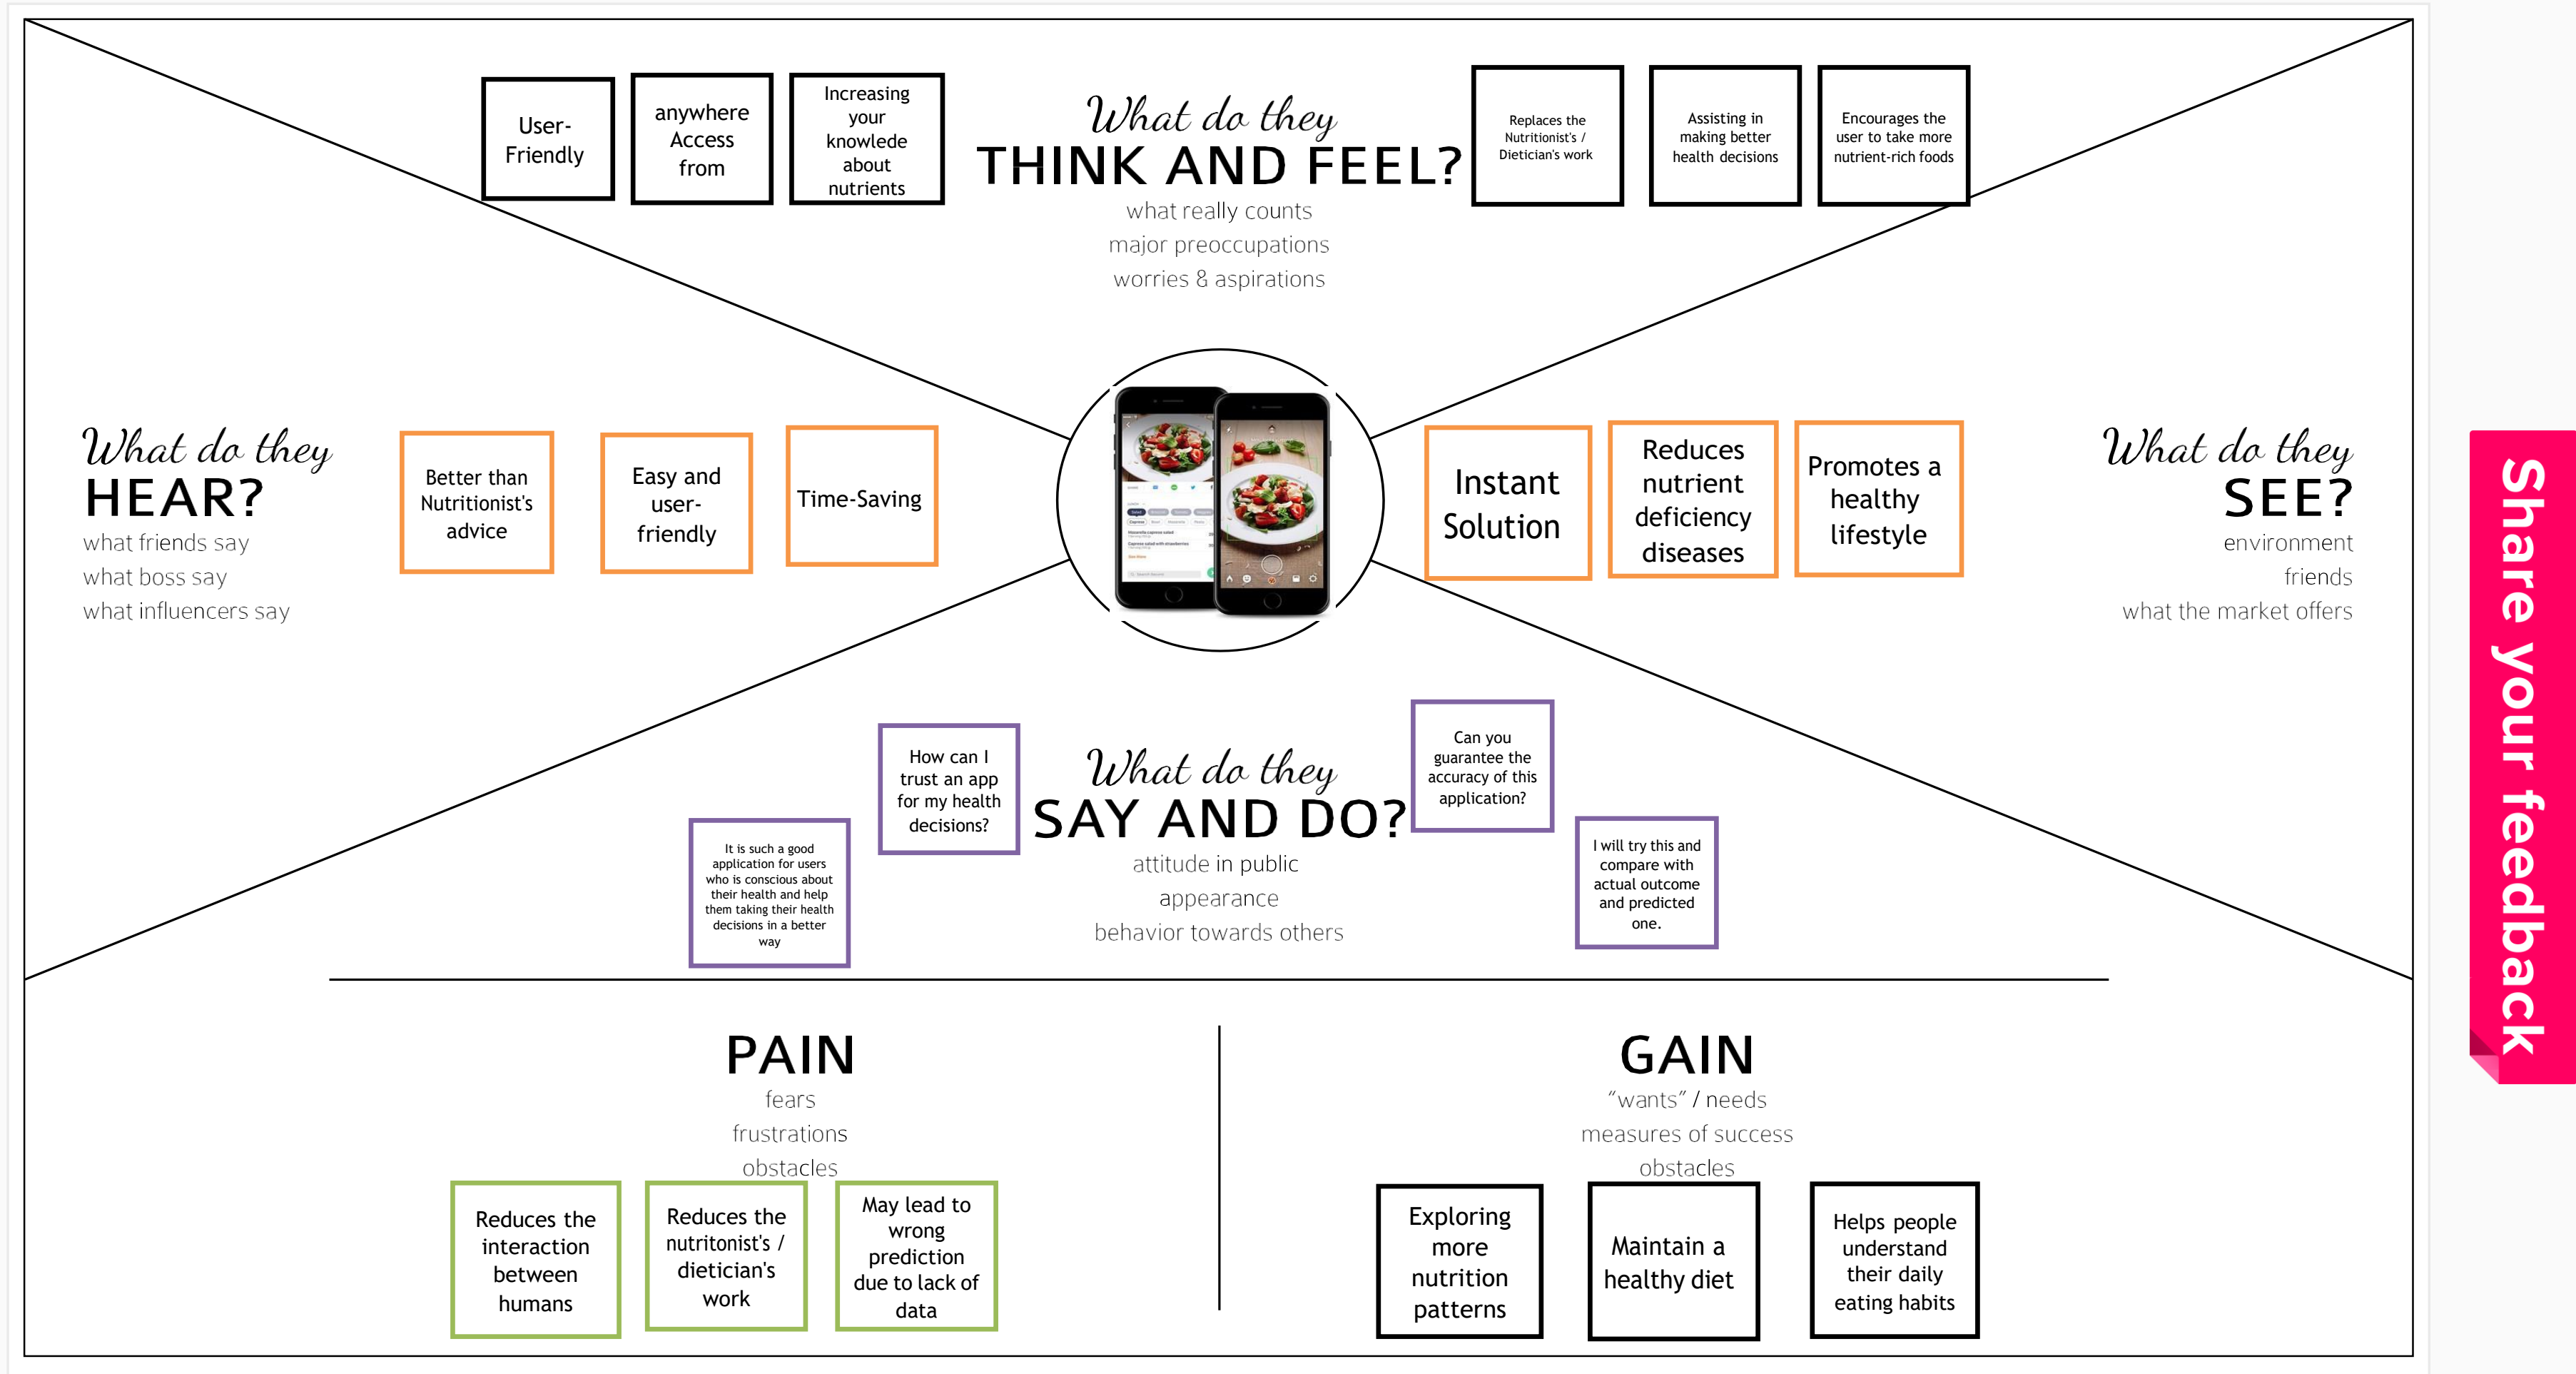 User-
Friendly
anywhere
Access
from
Increasing
your
knowlede
about
nutrients
What do they
THINK AND FEEL?
what really counts
major preoccupations
worries & aspirations
Replaces the
Nutritionist's /
Dietician's work
Assisting in
making better
health decisions
Encourages the
user to take more
nutrient-rich foods
What do they
HEAR?
what friends say
what boss say
what influencers say
Better than
Nutritionist's
advice
Easy and
user-
friendly
Time-Saving
Instant
Solution
Reduces
nutrient
deficiency
diseases
Promotes a
healthy
lifestyle
What do they
SEE?
environment
friends
what the market offers
It is such a good
application for users
who is conscious about
their health and help
them taking their health
decisions in a better
way
How can I
trust an app
for my health
decisions?
What do they
SAY AND DO?
attitude in public
appearance
behavior towards others
Can you
guarantee the
accuracy of this
application?
I will try this and
compare with
actual outcome
and predicted
one.
PAIN
fears
frustrations
obstacles
Reduces the
interaction
between
humans
Reduces the
nutritonist's /
dietician's
work
May lead to
wrong
prediction
due to lack of
data
GAIN
“wants” / needs
measures of success
obstacles
Exploring
more
nutrition
patterns
Maintain a
healthy diet
Helps people
understand
their daily
eating habits
Share your feedback